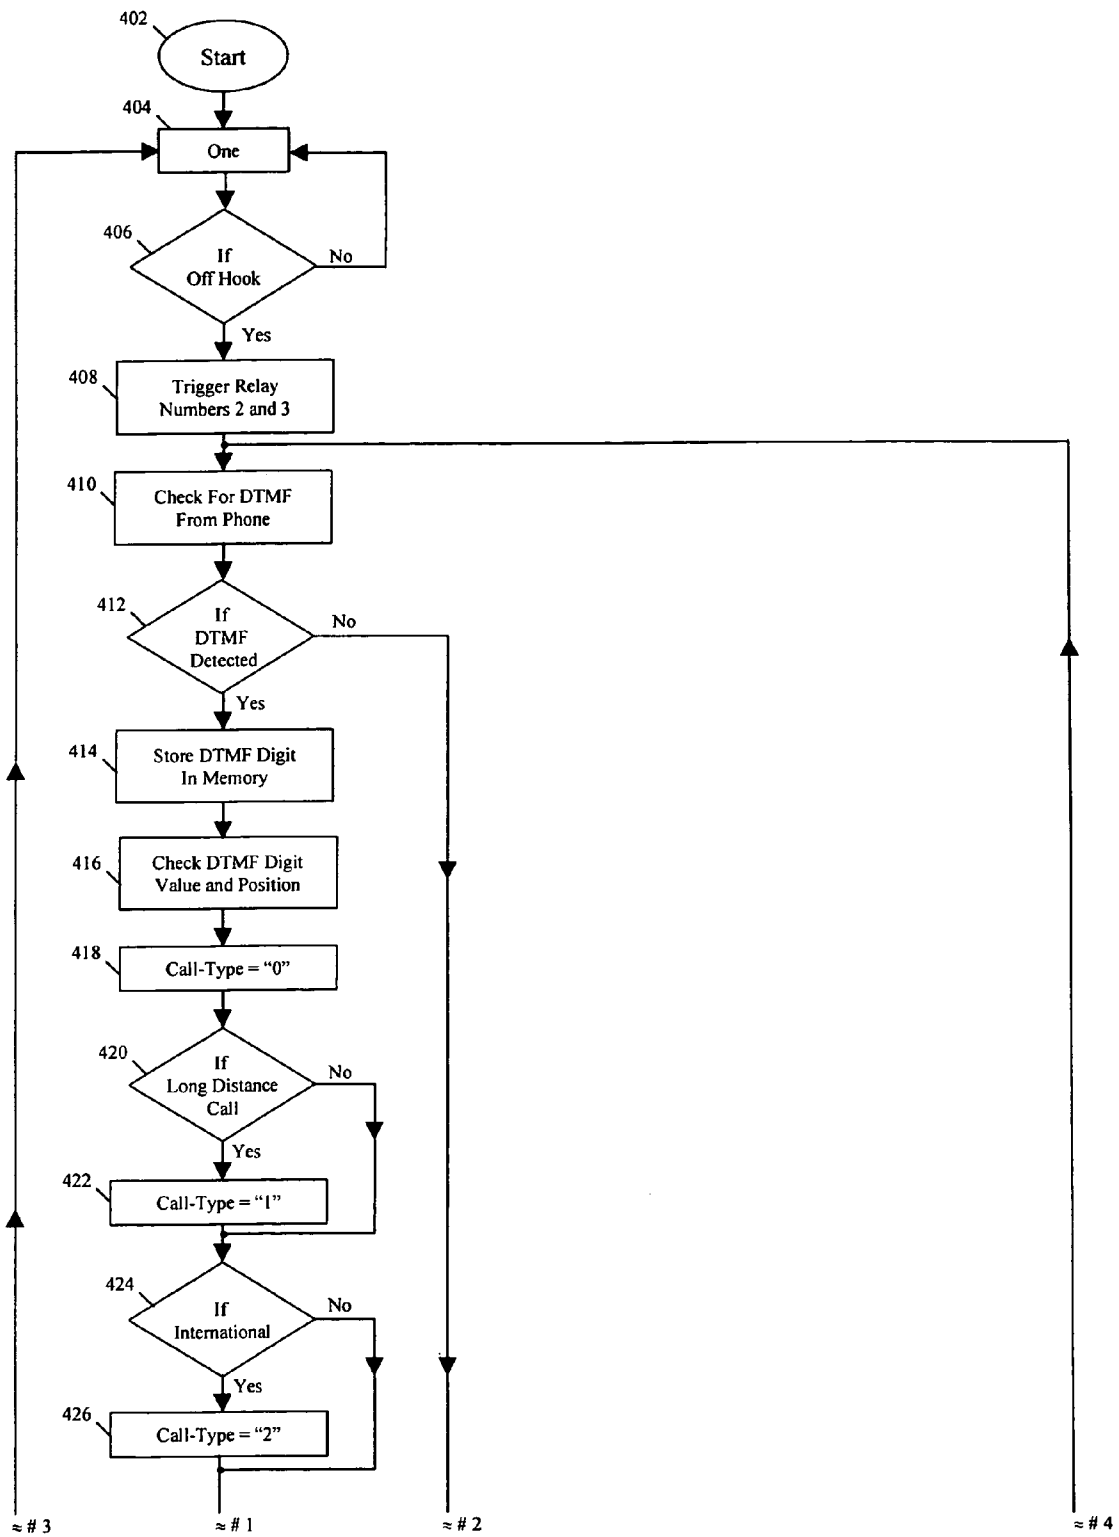 402
Start
404
One
406
If
Off Hook
No
Yes
408
Trigger Relay
Numbers 2 and 3
410
Check For DTMF
From Phone
412
If
DTMF
Detected
No
Yes
414
Store DTMF Digit
In Memory
416
Check DTMF Digit
Value and Position
418
Call-Type = “0”
420
If
Long Distance
Call
No
Yes
422
Call-Type = “1”
424
If
International
No
Yes
426
Call-Type = “2”
≈ # 3
≈ # 1
≈ # 2
≈ # 4